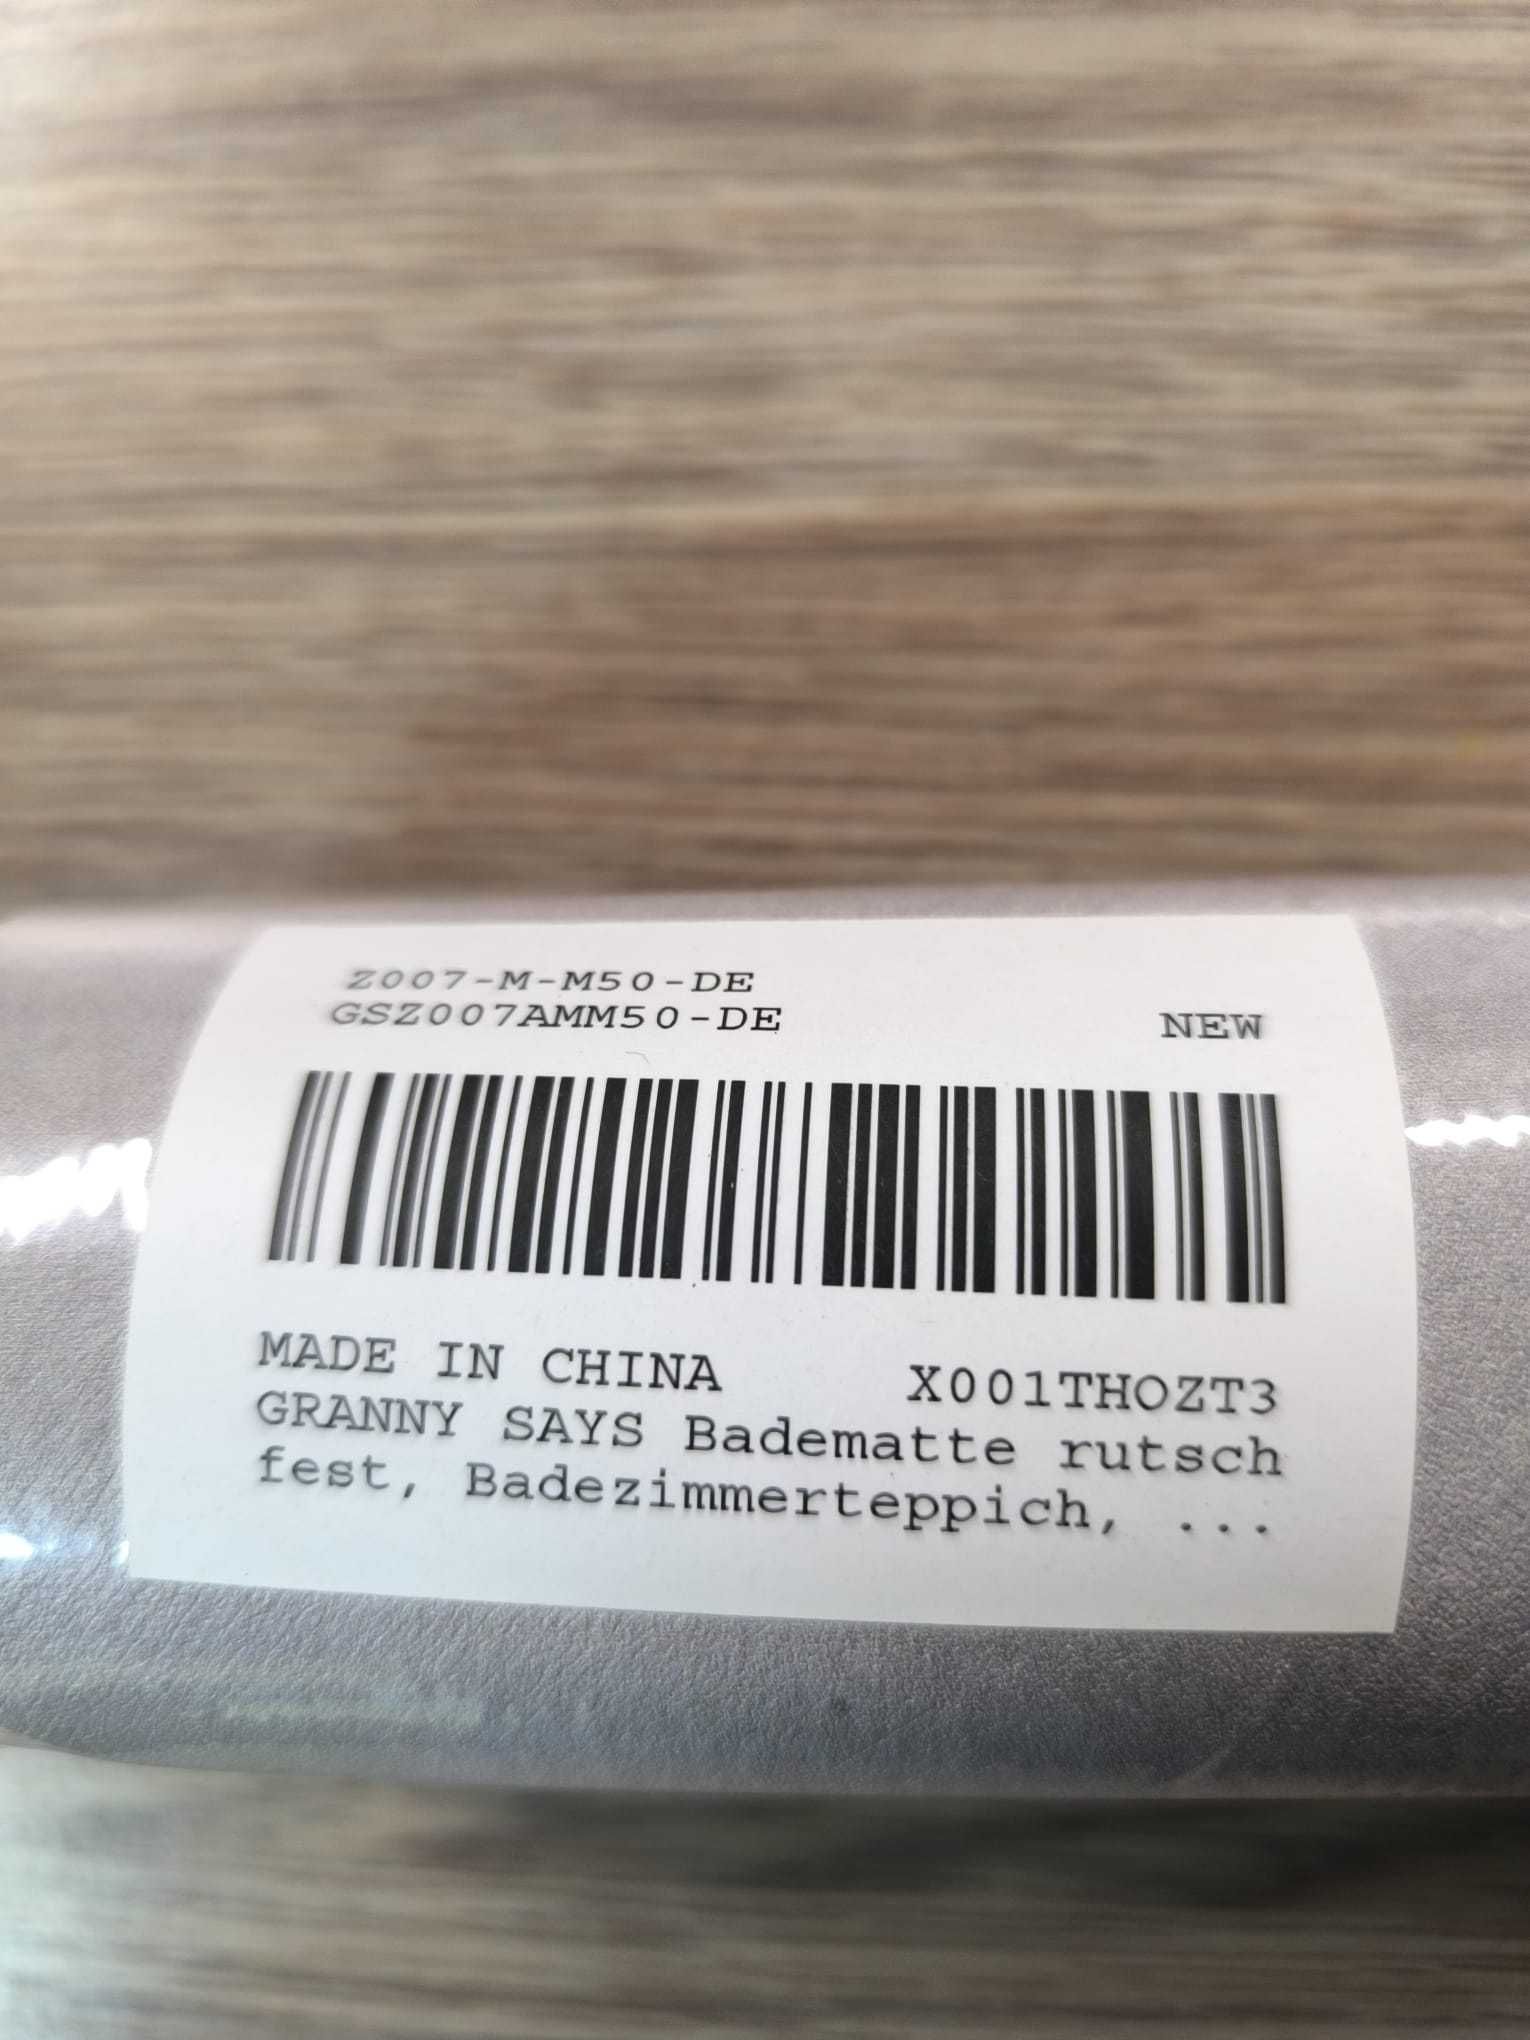 Z007-M-M50-DE
GSZ007AMM50-DE
NEW
MADE IN CHINA X001THOZT3
GRANNY SAYS Badematte rutsch
fest, Badezimmerteppich, ...